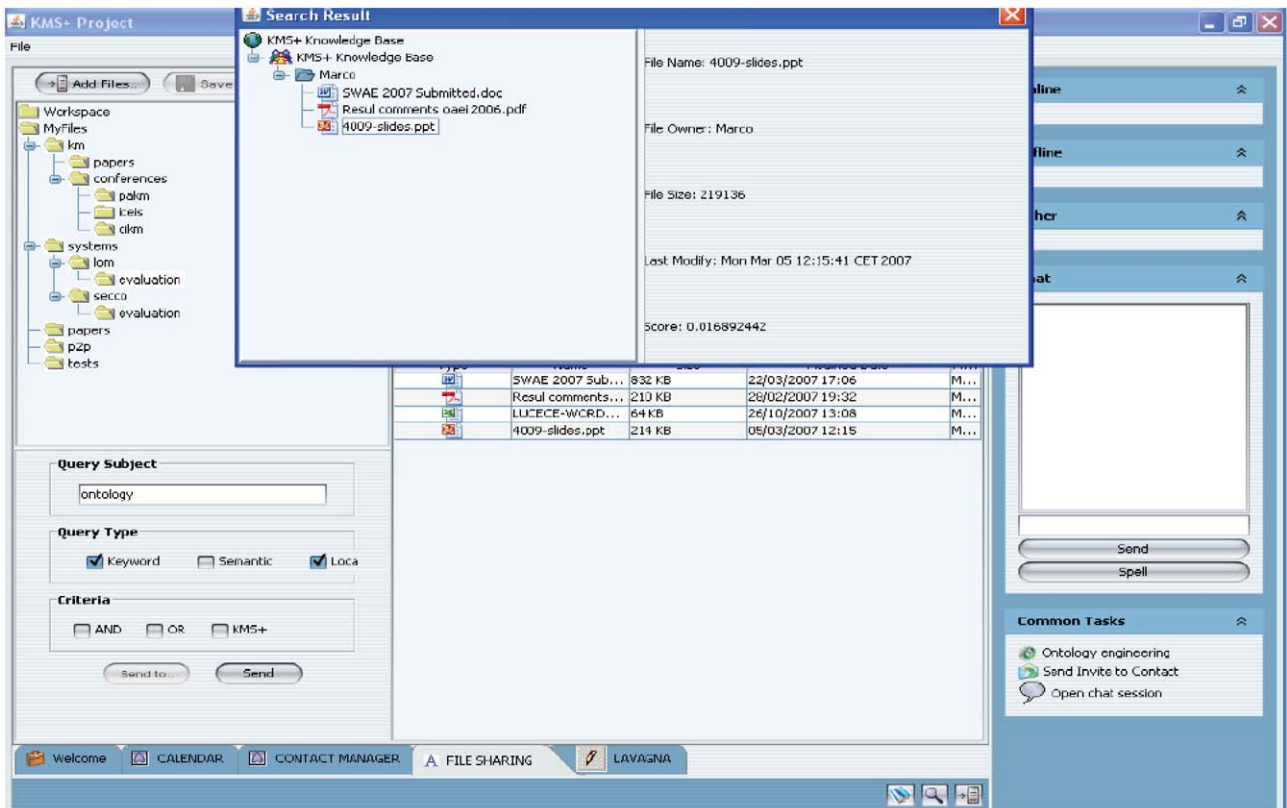 KMS+ Project
File
Add Files..
Save
Workspace
MyFiles
km
papers
conferences
pakm
iceis
cikm
systems
lom
evaluation
secco
evaluation
papers
p2p
tests
Search Result
KMS+ Knowledge Base
KMS+ Knowledge Base
Marco
SWAE 2007 Submitted.doc
Resul comments oaei 2006.pdf
4009-slides.ppt
File Name: 4009-slides.ppt
File Owner: Marco
File Size: 219136
Last Modify: Mon Mar 05 12:15:41 CET 2007
Score: 0.016892442
SWAE 2007 Sub... 832 KB 22/03/2007 17:06 M...
Resul comments... 210 KB 28/02/2007 19:32 M...
LUCECE-WCRD... 64 KB 26/10/2007 13:08 M...
4009-slides.ppt 214 KB 05/03/2007 12:15 M...
Query Subject
ontology
Query Type
Keyword Semantic Loca
Criteria
AND OR KMS+
Send to... Send
nline
ffline
ther
hat
Send
Spell
Common Tasks
Ontology engineering
Send Invite to Contact
Open chat session
Welcome CALENDAR CONTACT MANAGER A FILE SHARING LAVAGNA